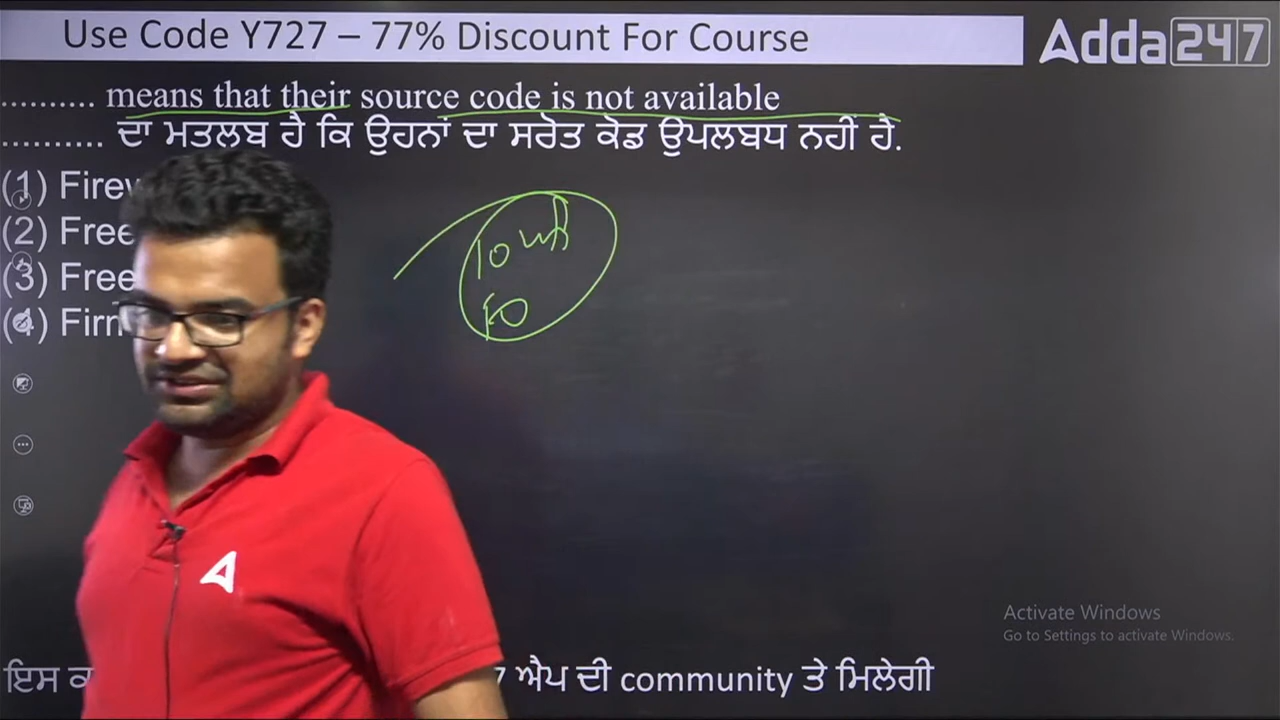 Use Code Y727 – 77% Discount For Course
Adda247
.......... means that their source code is not available
.......... ਦਾ ਮਤਲਬ ਹੈ ਕਿ ਉਹਨਾਂ ਦਾ ਸਰੋਤ ਕੋਡ ਉਪਲਬਧ ਨਹੀਂ ਹੈ.
(1)
(2) Free
(3) Free
(4)
10
10
Activate Windows
Go to Settings to activate Windows.
ਇਸ
ਐਪ ਦੀ community ਤੇ ਮਿਲੇਗੀ